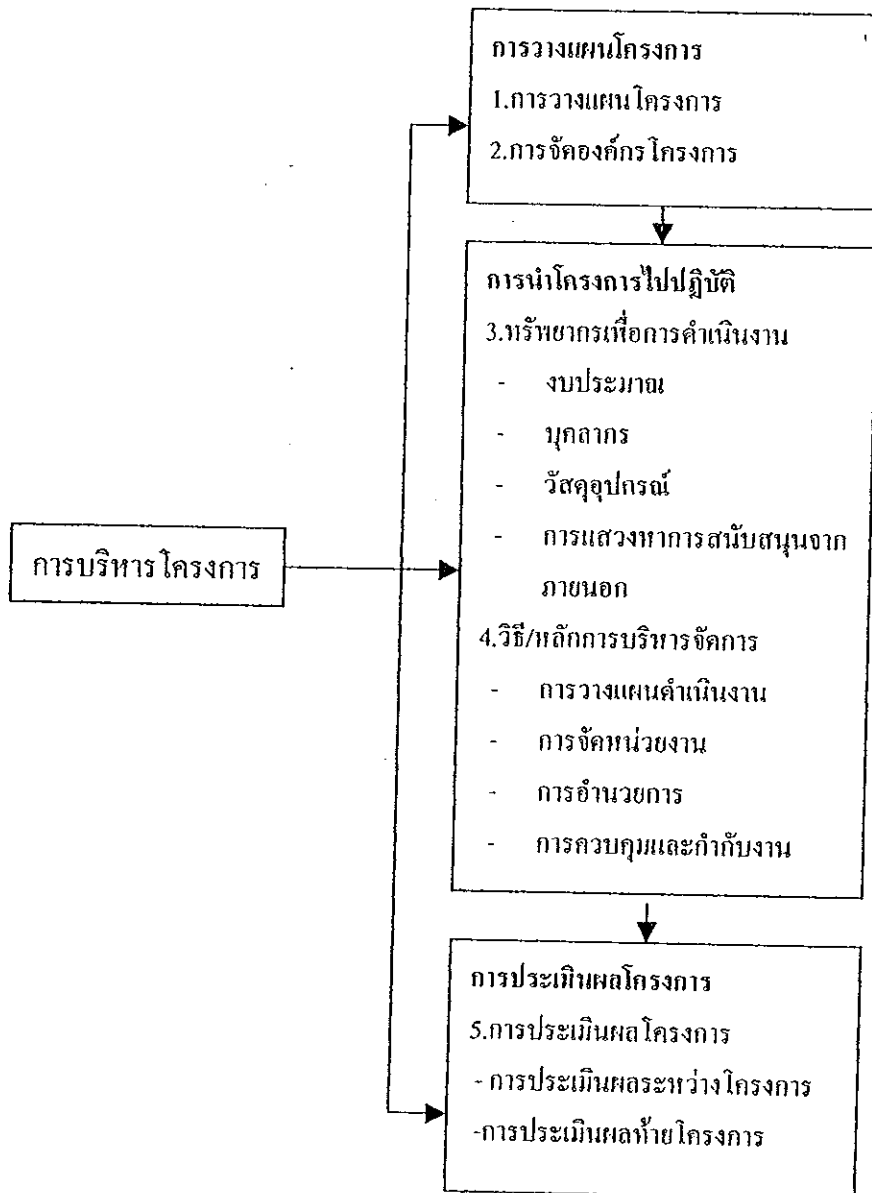 การวางแผนโครงการ
1.การวางแผนโครงการ
2.การจัดองค์กรโครงการ
การนำโครงการไปปฏิบัติ
3.ทรัพยากรเพื่อการดำเนินงาน
- งบประมาณ
- บุคลากร
- วัสดุอุปกรณ์
- การแสวงหาการสนับสนุนจาก
ภายนอก
4.วิธี/หลักการบริหารจัดการ
- การวางแผนดำเนินงาน
- การจัดหน่วยงาน
- การอำนวยการ
- การควบคุมและกำกับงาน
การบริหารโครงการ
การประเมินผลโครงการ
5.การประเมินผลโครงการ
- การประเมินผลระหว่างโครงการ
-การประเมินผลท้ายโครงการ